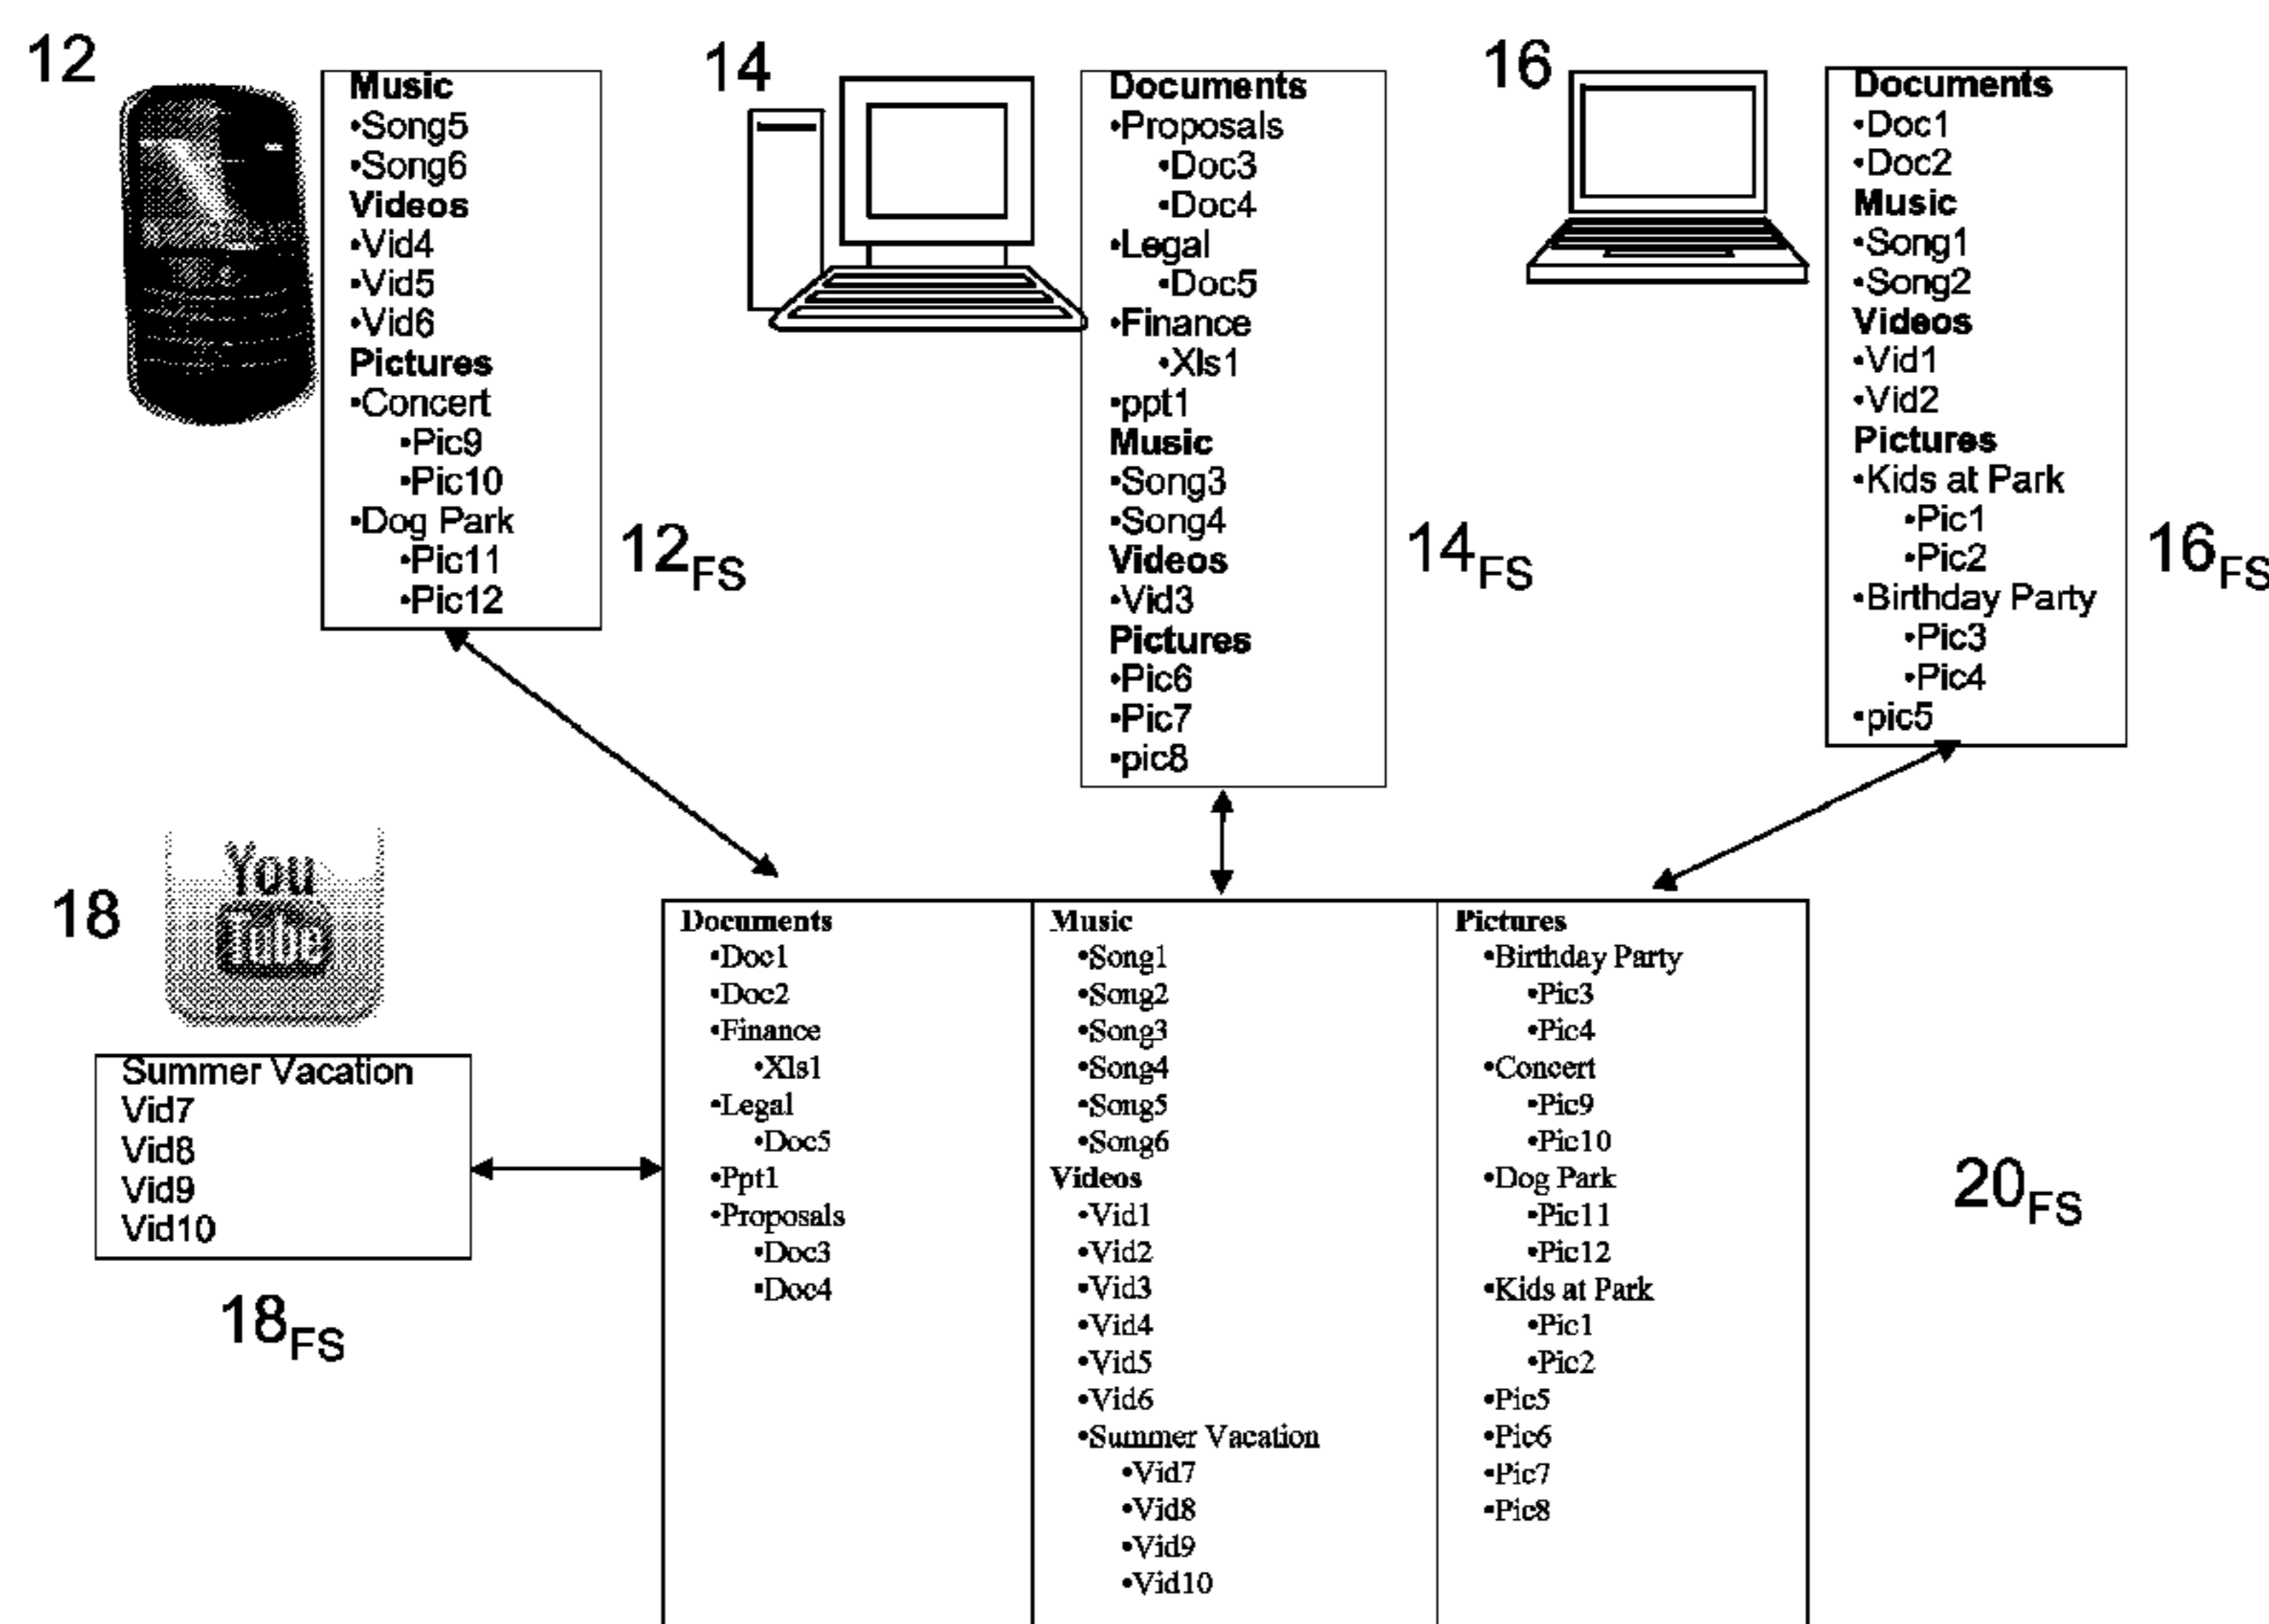 12
Music
•Song5
•Song6
Videos
•Vid4
•Vid5
•Vid6
Pictures
•Concert
•Pic9
•Pic10
•Dog Park
•Pic11
•Pic12
12FS
14
Documents
•Proposals
•Doc3
•Doc4
•Legal
•Doc5
•Finance
•Xls1
•ppt1
Music
•Song3
•Song4
Videos
•Vid3
Pictures
•Pic6
•Pic7
•pic8
14FS
16
Documents
•Doc1
•Doc2
Music
•Song1
•Song2
Videos
•Vid1
•Vid2
Pictures
•Kids at Park
•Pic1
•Pic2
•Birthday Party
•Pic3
•Pic4
•pic5
16FS
18
You
Tube
Summer Vacation
Vid7
Vid8
Vid9
Vid10
18FS
Documents
•Doc1
•Doc2
•Finance
•Xls1
•Legal
•Doc5
•Ppt1
•Proposals
•Doc3
•Doc4
Music
•Song1
•Song2
•Song3
•Song4
•Song5
•Song6
Videos
•Vid1
•Vid2
•Vid3
•Vid4
•Vid5
•Vid6
•Summer Vacation
•Vid7
•Vid8
•Vid9
•Vid10
Pictures
•Birthday Party
•Pic3
•Pic4
•Concert
•Pic9
•Pic10
•Dog Park
•Pic11
•Pic12
•Kids at Park
•Pic1
•Pic2
•Pic5
•Pic6
•Pic7
•Pic8
20FS